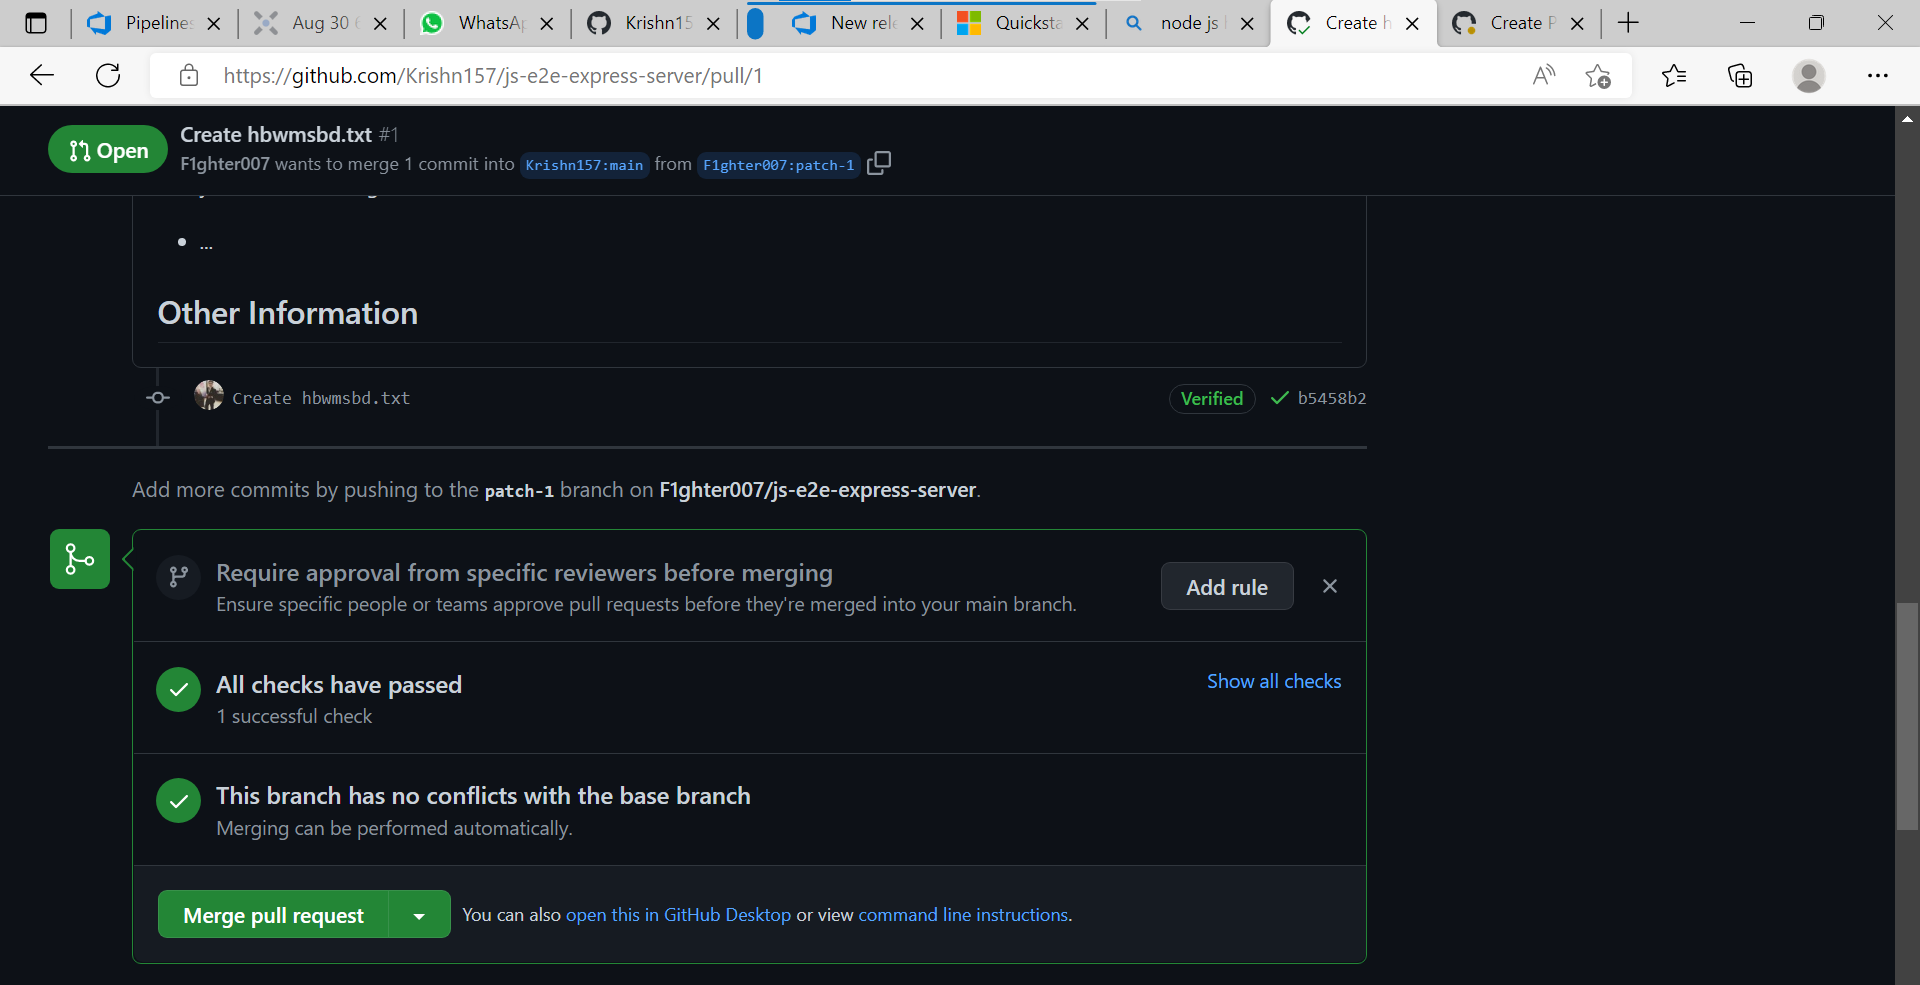 Pipelines
Aug 30
WhatsAp
Krishn15
New rele
Quicksta
node js
Create h
Create P
https://github.com/Krishn157/js-e2e-express-server/pull/1
Open
Create hbwmsbd.txt #1
F1ghter007 wants to merge 1 commit into Krishn157:main from F1ghter007:patch-1
...
Other Information
Create hbwmsbd.txt
Verified
b5458b2
Add more commits by pushing to the patch-1 branch on F1ghter007/js-e2e-express-server.
Require approval from specific reviewers before merging
Ensure specific people or teams approve pull requests before they're merged into your main branch.
Add rule
All checks have passed
1 successful check
Show all checks
This branch has no conflicts with the base branch
Merging can be performed automatically.
Merge pull request
You can also open this in GitHub Desktop or view command line instructions.